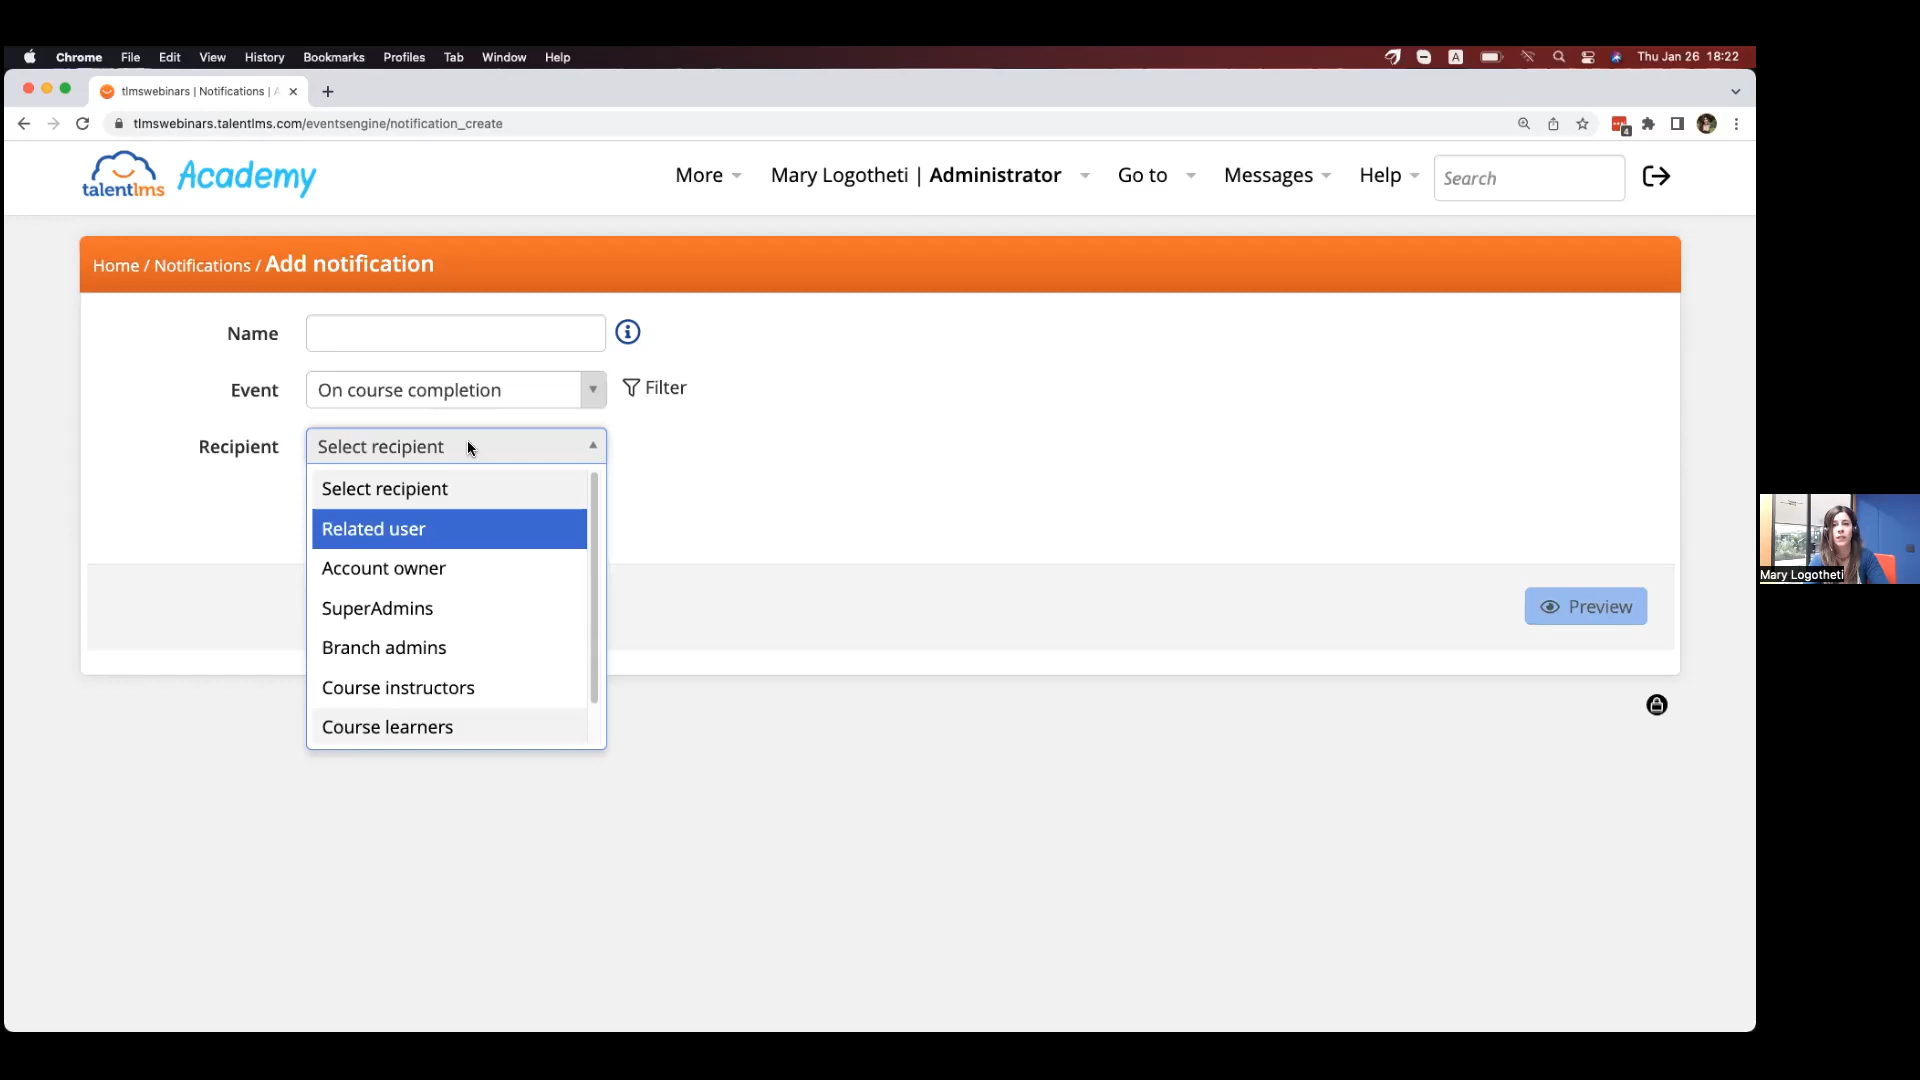 Chrome File Edit View History Bookmarks Profiles Tab Window Help A Thu Jan 26 18:22
tlmswebinars | Notifications |
tlmswebinars.talentlms.com/eventsengine/notification_create 4
talentlms Academy More Mary Logotheti | Administrator Go to Messages Help Search
Home / Notifications / Add notification
Name
Event On course completion Filter
Recipient Select recipient
Select recipient
Related user
Account owner
SuperAdmins
Branch admins
Course instructors
Course learners
Preview
Mary Logotheti